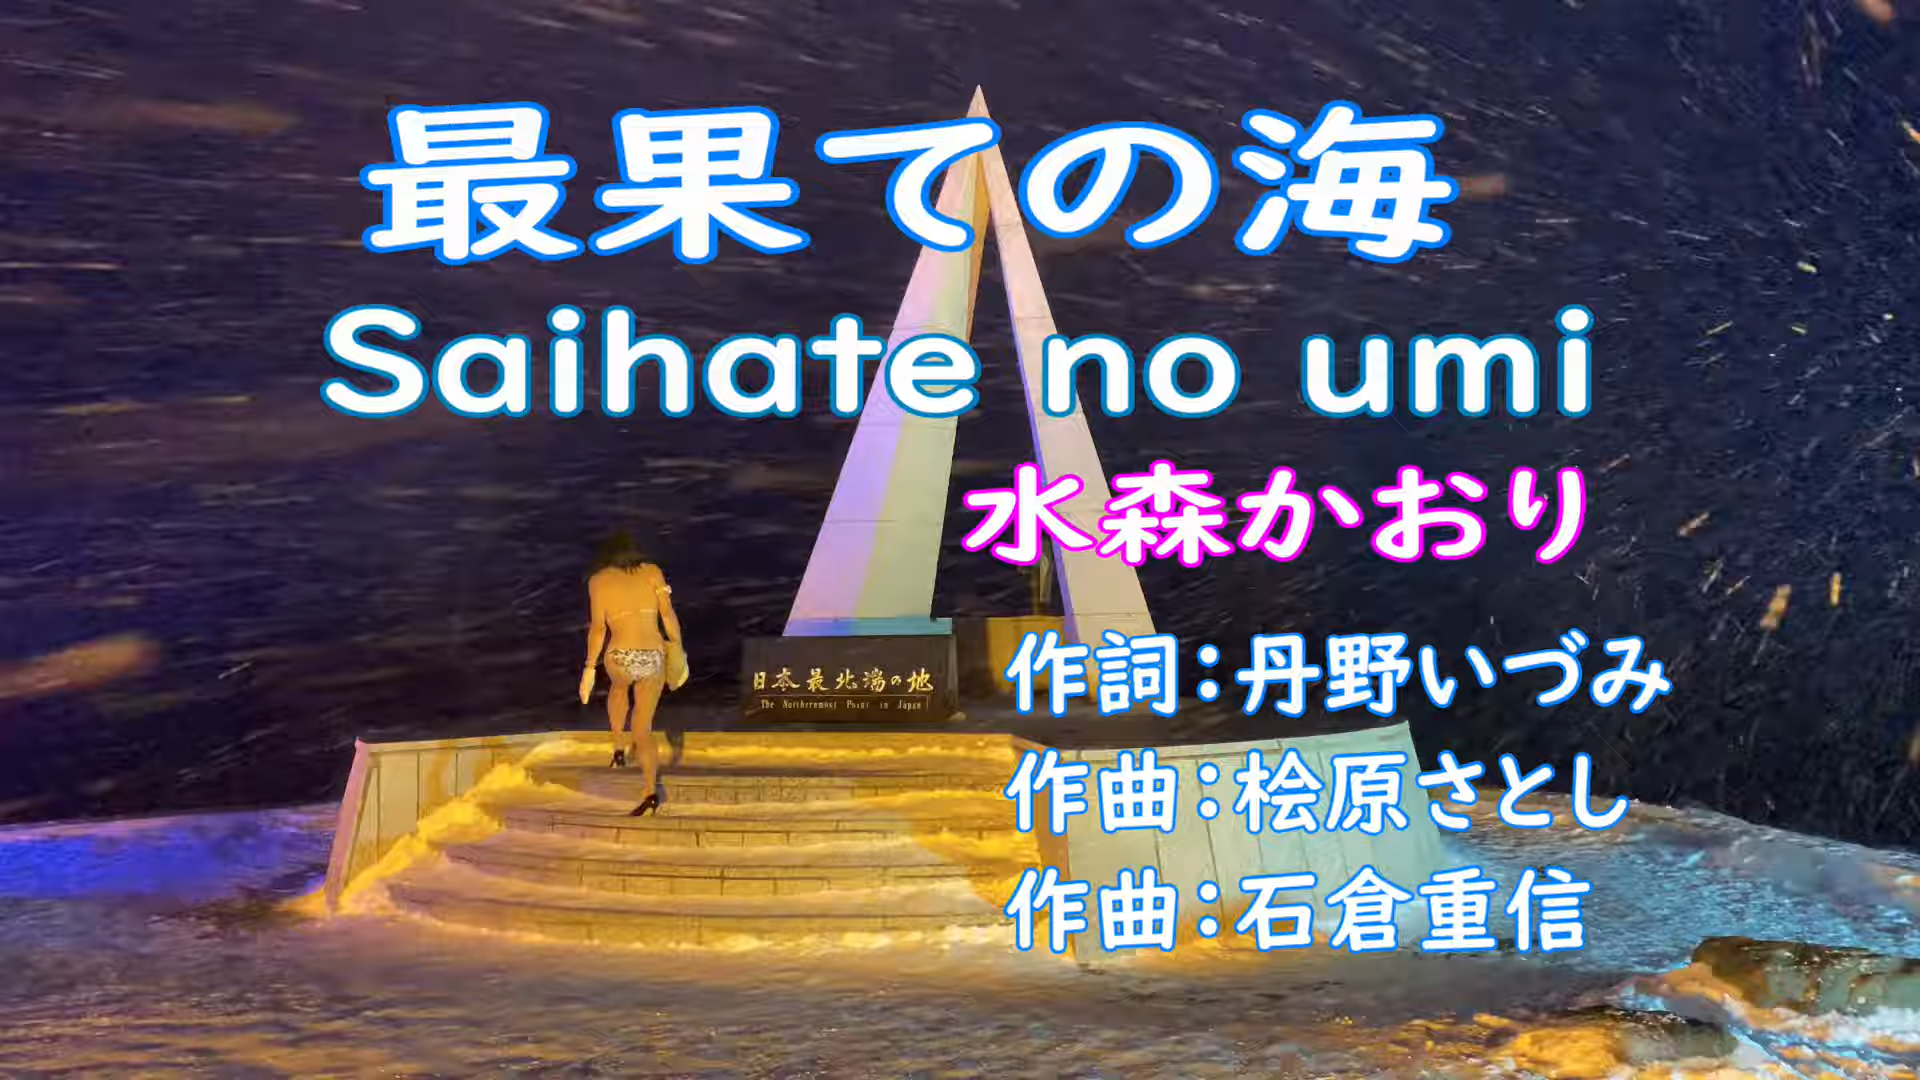 最果ての海
Saihate no umi
水森かおり
作詞：丹野いづみ
作曲：桧原さとし
作曲：石倉重信
日本最北端の地
The Northernmost Point in Japan